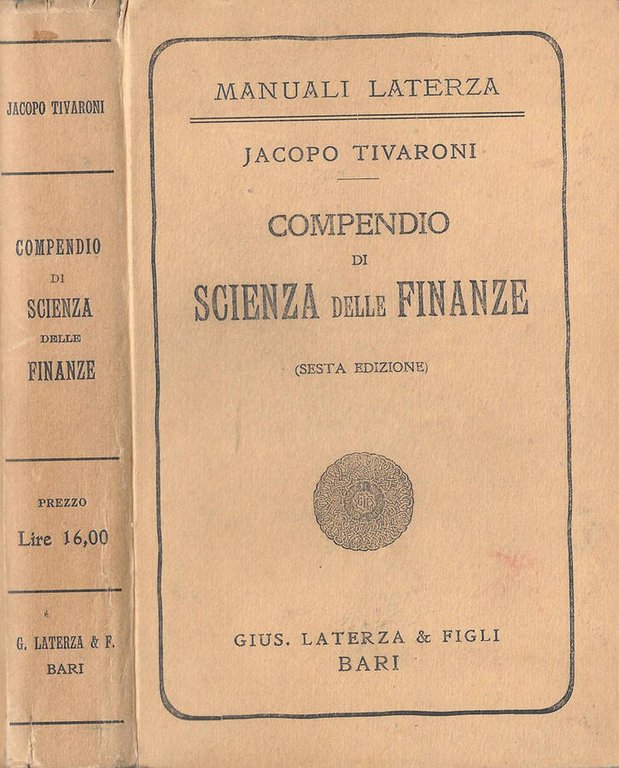 JACOPO TIVARONI
COMPENDIO
DI
SCIENZA
DELLE
FINANZE
PREZZO
Lire 16,00
G. LATERZA & F.
BARI
MANUALI LATERZA
JACOPO TIVARONI
COMPENDIO
DI
SCIENZA DELLE FINANZE
(SESTA EDIZIONE)
GIUS. LATERZA & FIGLI
BARI